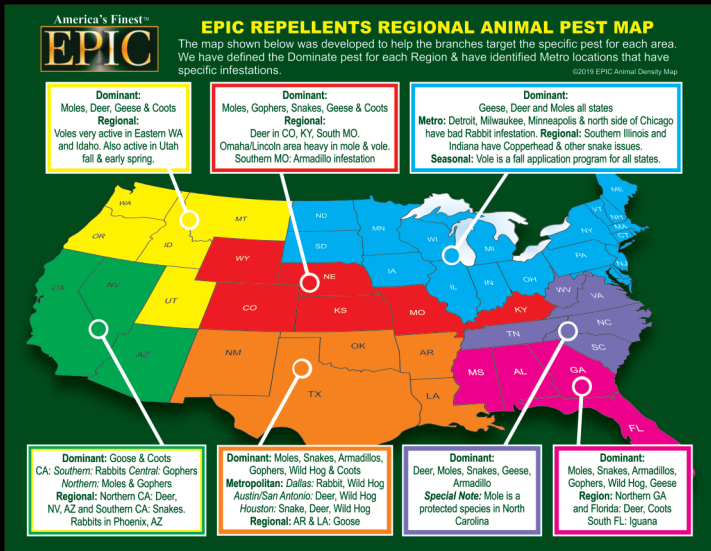 America's Finest™
EPIC
EPIC REPELLENTS REGIONAL ANIMAL PEST MAP
The map shown below was developed to help the branches target the specific pest for each area.
We have defined the Dominate pest for each Region & have identified Metro locations that have
specific infestations.
©2019 EPIC Animal Density Map
Dominant:
Moles, Deer, Geese & Coots
Regional:
Voles very active in Eastern WA
and Idaho. Also active in Utah
fall & early spring.
Dominant:
Moles, Gophers, Snakes, Geese & Coots
Regional:
Deer in CO, KY, South MO.
Omaha/Lincoln area heavy in mole & vole.
Southern MO: Armadillo infestation
Dominant:
Geese, Deer and Moles all states
Metro: Detroit, Milwaukee, Minneapolis & north side of Chicago
have bad Rabbit infestation. Regional: Southern Illinois and
Indiana have Copperhead & other snake issues.
Seasonal: Vole is a fall application program for all states.
WA
OR
ID
MT
UT
WY
CO
NE
KS
MO
KY
ND
SD
MN
IA
WI
MI
IL
IN
OH
PA
NY
VT
NH
MA
CT
NJ
ME
CA
NV
AZ
NM
TX
OK
AR
LA
TN
WV
VA
NC
SC
MS
AL
GA
FL
Dominant: Goose & Coots
CA: Southern: Rabbits Central: Gophers
Northern: Moles & Gophers
Regional: Northern CA: Deer,
NV, AZ and Southern CA: Snakes.
Rabbits in Phoenix, AZ
Dominant: Moles, Snakes, Armadillos,
Gophers, Wild Hog & Coots
Metropolitan: Dallas: Rabbit, Wild Hog
Austin/San Antonio: Deer, Wild Hog
Houston: Snake, Deer, Wild Hog
Regional: AR & LA: Goose
Dominant:
Deer, Moles, Snakes, Geese,
Armadillo
Special Note: Mole is a
protected species in North
Carolina
Dominant:
Moles, Snakes, Armadillos,
Gophers, Wild Hog, Geese
Region: Northern GA
and Florida: Deer, Coots
South FL: Iguana